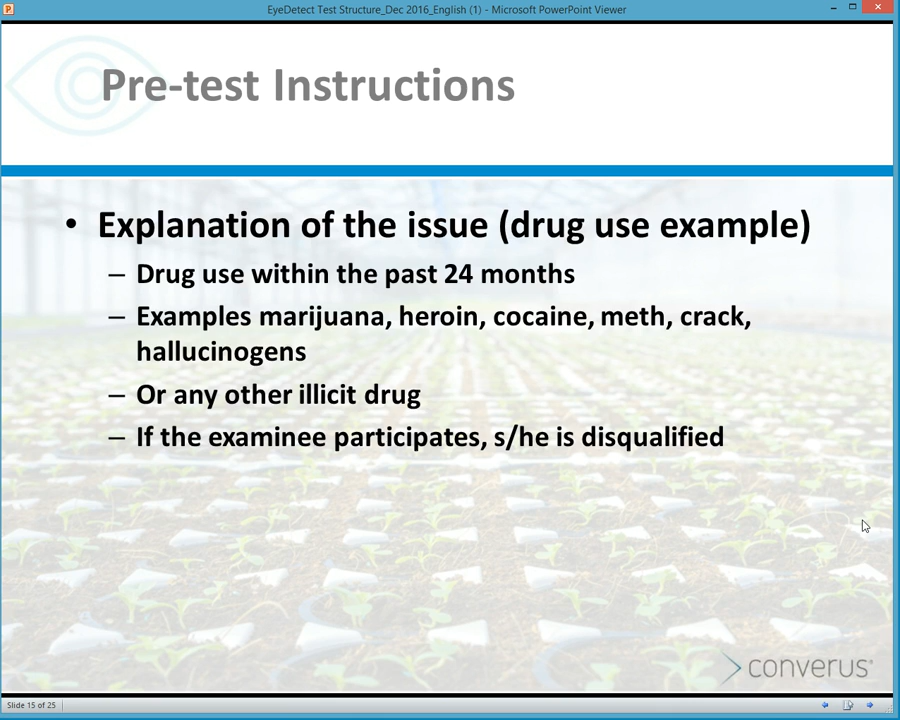 EyeDetect Test Structure_Dec 2016_English (1) - Microsoft PowerPoint Viewer
Pre-test Instructions
• Explanation of the issue (drug use example)
– Drug use within the past 24 months
– Examples marijuana, heroin, cocaine, meth, crack,
hallucinogens
– Or any other illicit drug
– If the examinee participates, s/he is disqualified
converus®
Slide 15 of 25